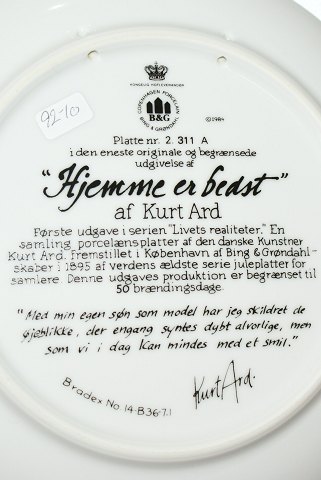 KONGELIG HOFLEVERANDØR
COPENHAGEN PORCELAIN
B&G
BING & GRØNDAHL
©1984
92-10
Platte nr. 2.311 A
i den eneste originale og begrænsede
udgivelse af
"Hjemme er bedst"
af Kurt Ard
Første udgave i serien "Livets realiteter." En
samling porcelænsplatter af den danske Kunstner
Kurt Ard, fremstillet i København af Bing & Grøndahl-
skaber i 1895 af verdens ældste serie juleplatter for
samlere. Denne udgaves produktion er begrænset til
50 brændingsdage.
"Med min egen søn som model har jeg skildret de
øjeblikke, der engang syntes dybt alvorlige, men
som vi i dag kan mindes med et smil."
Kurt Ard.
Bradex No. 14-B36-7.1